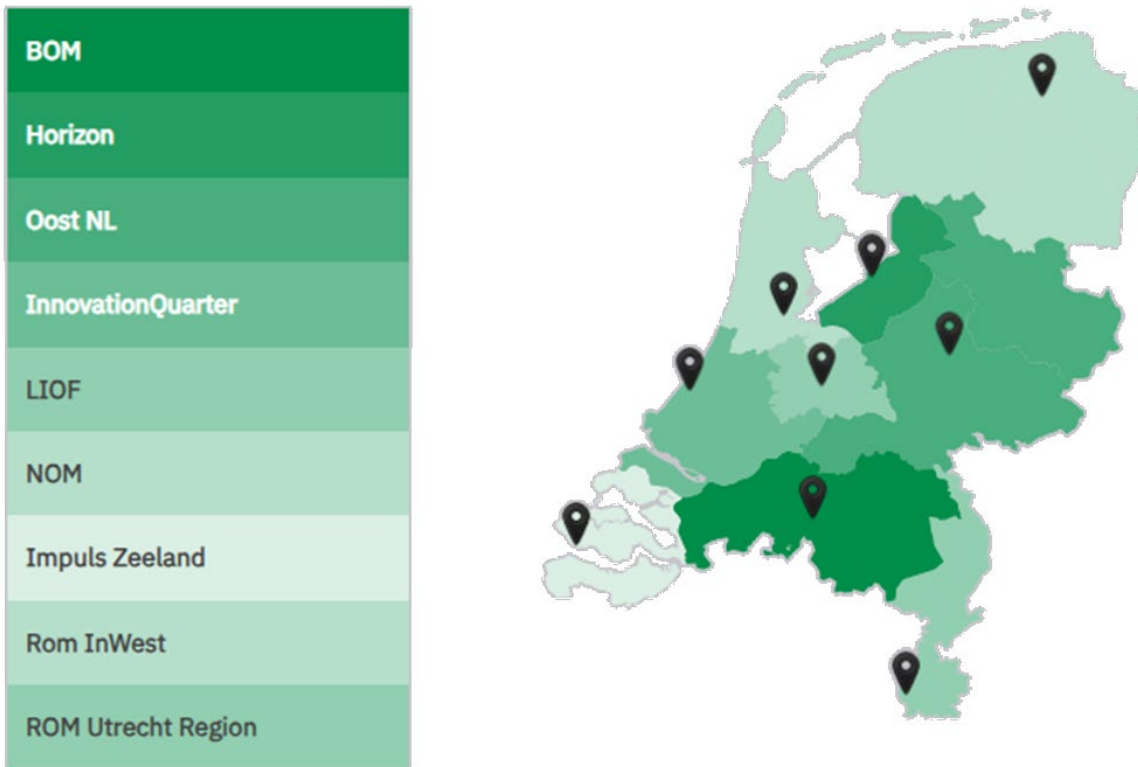 BOM
Horizon
Oost NL
InnovationQuarter
LIOF
NOM
Impuls Zeeland
Rom InWest
ROM Utrecht Region